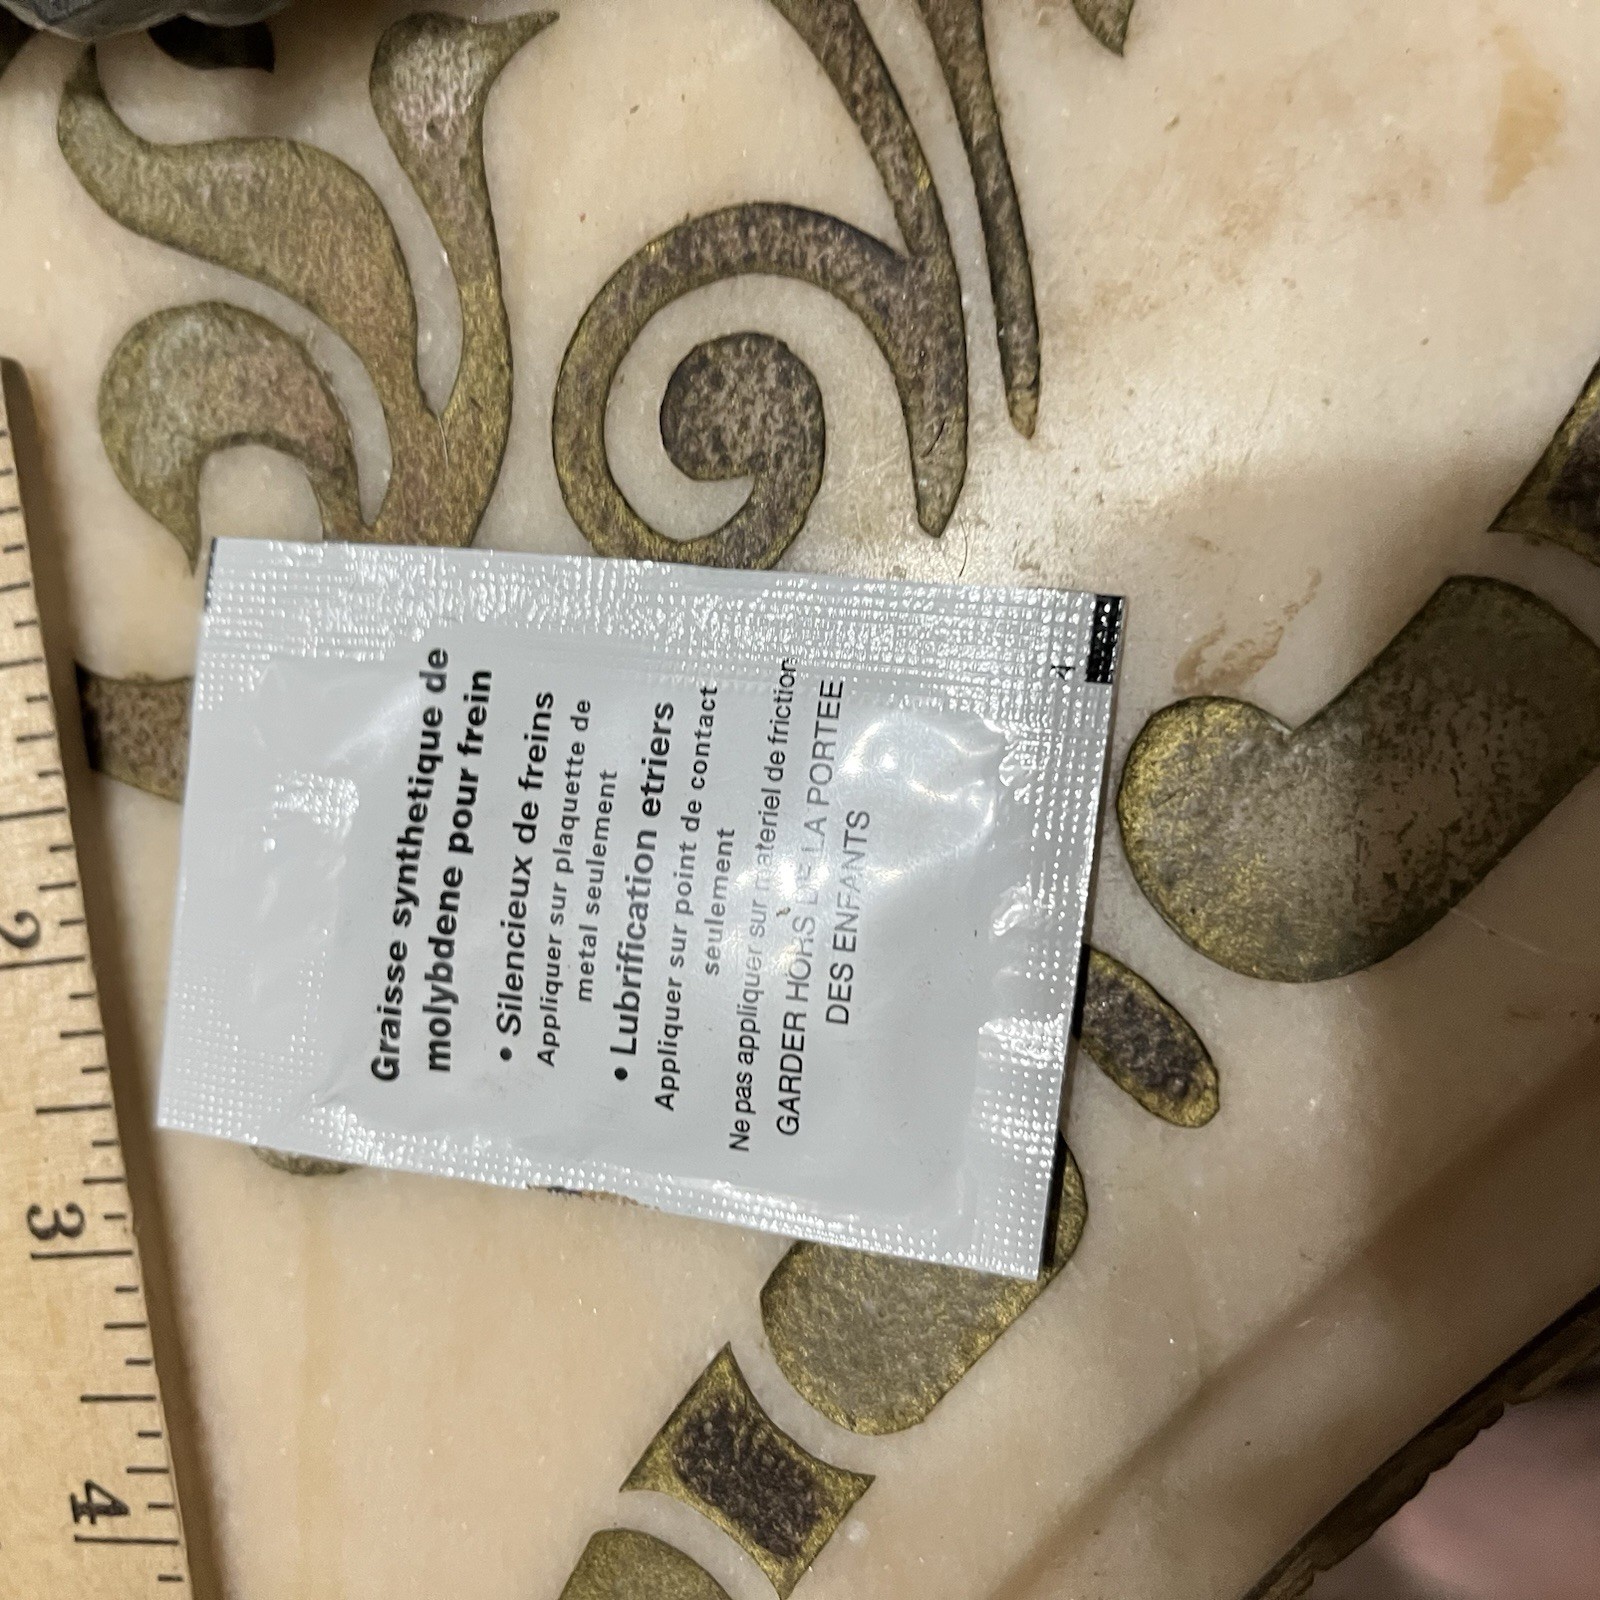 Graisse synthetique de
molybdene pour frein
• Silencieux de freins
Appliquer sur plaquette de
metal seulement
• Lubrification etriers
Appliquer sur point de contact
seulement
Ne pas appliquer sur materiel de friction
GARDER HORS DE LA PORTEE
DES ENFANTS
2
3
4